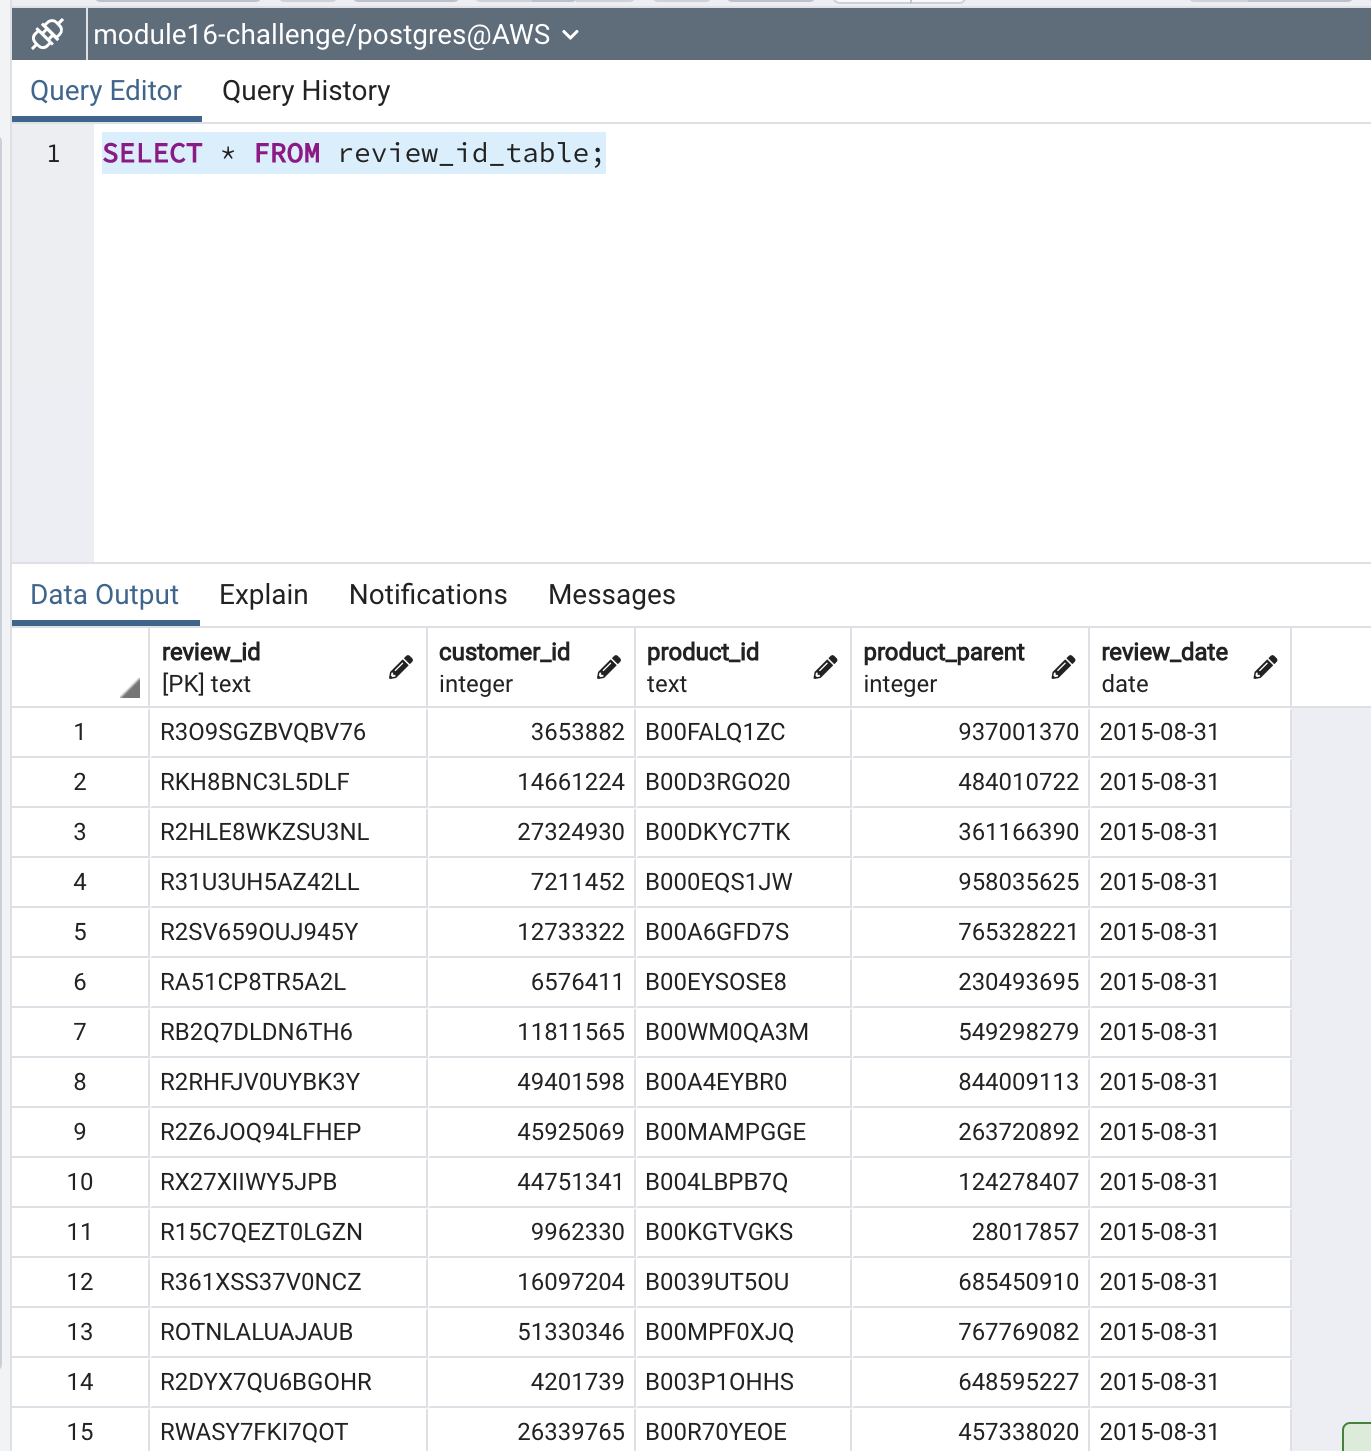 module16-challenge/postgres@AWS
Query Editor Query History
1 SELECT * FROM review_id_table;
Data Output Explain Notifications Messages
review_id customer_id product_id product_parent review_date
[PK] text integer text integer date
1 R3O9SGZBVQBV76 3653882 B00FALQ1ZC 937001370 2015-08-31
2 RKH8BNC3L5DLF 14661224 B00D3RGO20 484010722 2015-08-31
3 R2HLE8WKZSU3NL 27324930 B00DKYC7TK 361166390 2015-08-31
4 R31U3UH5AZ42LL 7211452 B000EQS1JW 958035625 2015-08-31
5 R2SV659OUJ945Y 12733322 B00A6GFD7S 765328221 2015-08-31
6 RA51CP8TR5A2L 6576411 B00EYSOSE8 230493695 2015-08-31
7 RB2Q7DLDN6TH6 11811565 B00WM0QA3M 549298279 2015-08-31
8 R2RHFJV0UYBK3Y 49401598 B00A4EYBR0 844009113 2015-08-31
9 R2Z6JOQ94LFHEP 45925069 B00MAMPGGE 263720892 2015-08-31
10 RX27XIIWY5JPB 44751341 B004LBPB7Q 124278407 2015-08-31
11 R15C7QEZT0LGZN 9962330 B00KGTVGKS 28017857 2015-08-31
12 R361XSS37V0NCZ 16097204 B0039UT5OU 685450910 2015-08-31
13 ROTNLALUAJAUB 51330346 B00MPF0XJQ 767769082 2015-08-31
14 R2DYX7QU6BGOHR 4201739 B003P1OHHS 648595227 2015-08-31
15 RWASY7FKI7QOT 26339765 B00R70YEOE 457338020 2015-08-31